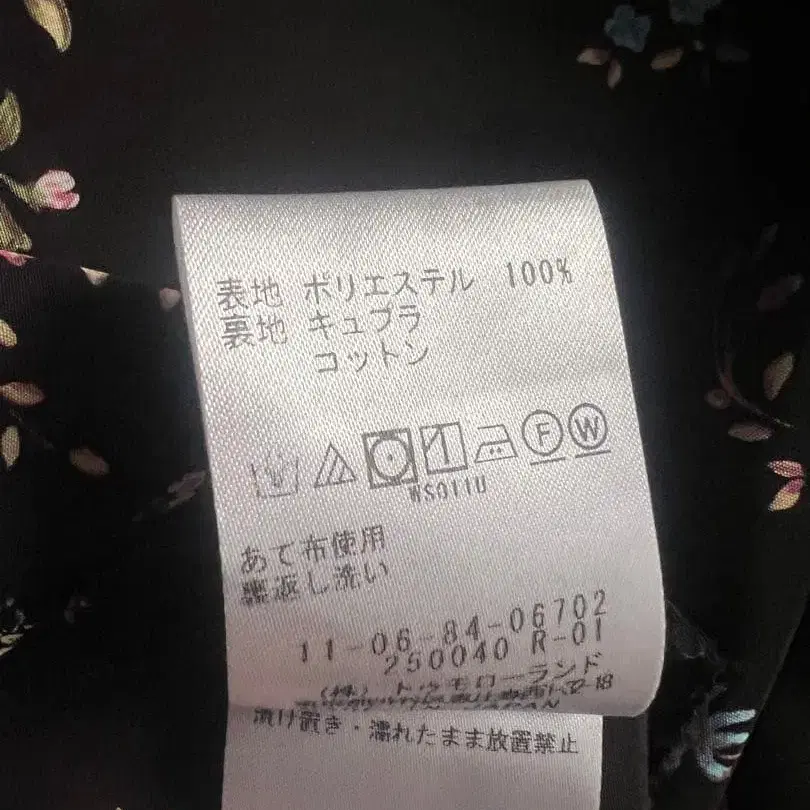 表地 ポリエステル 100%
裏地 キュプラ
コットン
F W
WS011U
あて布使用
裏返し洗い
11-06-84-06702
250040 R-01
(株) トゥモローランド
漬け置き・濡れたまま放置禁止